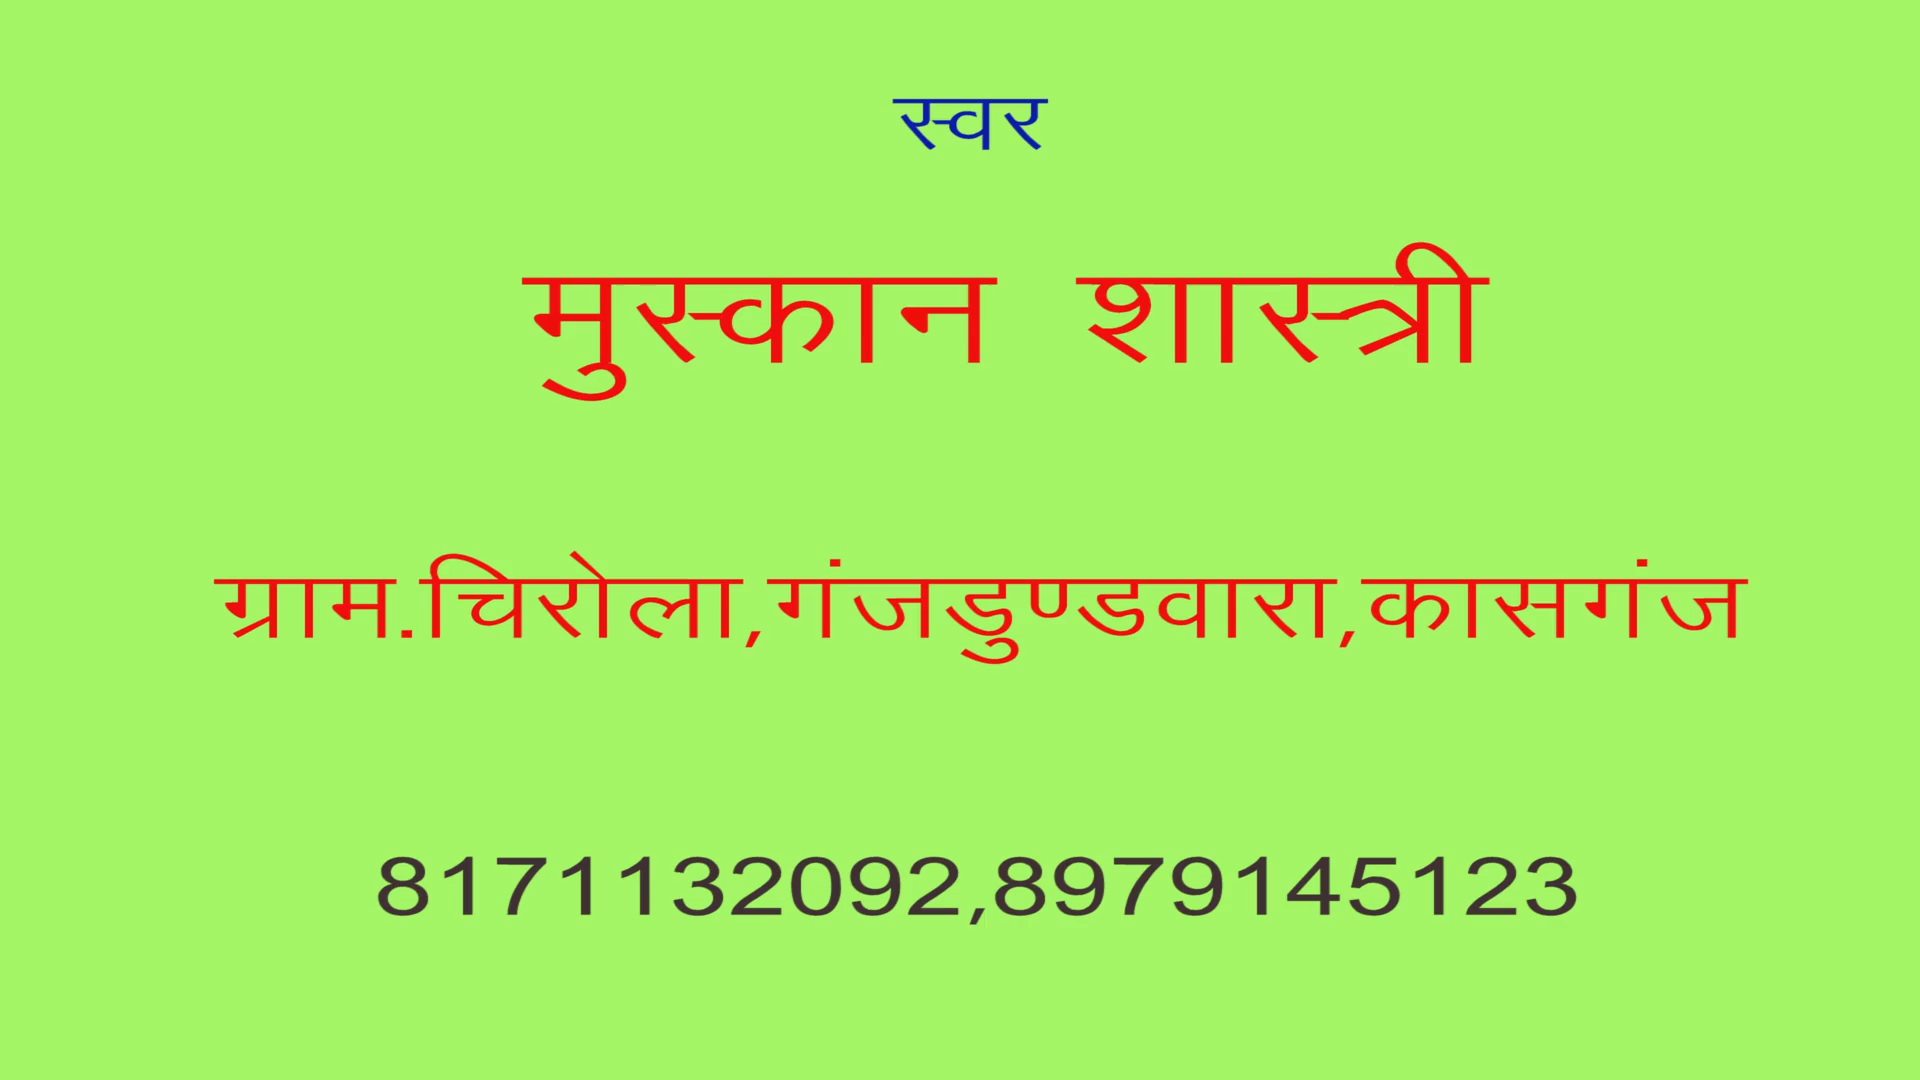 स्वर
मुस्कान शास्त्री
ग्राम.चिरोला,गंजडुण्डवारा,कासगंज
8171132092,8979145123